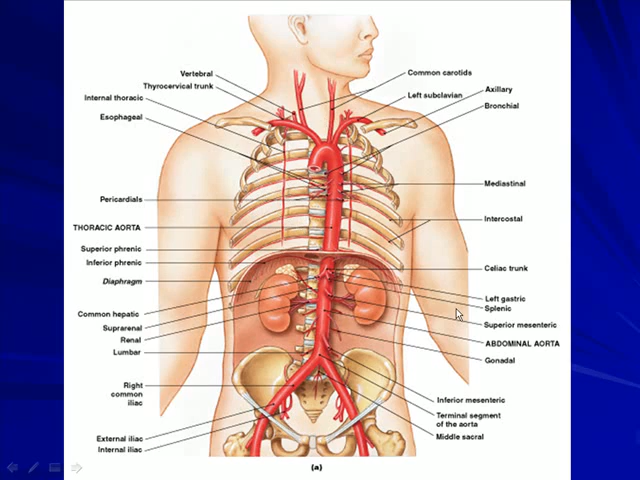 Vertebral
Thyrocervical trunk
Internal thoracic
Esophageal
Pericardials
THORACIC AORTA
Superior phrenic
Inferior phrenic
Diaphragm
Common hepatic
Suprarenal
Renal
Lumbar
Right
common
iliac
External iliac
Internal iliac
Common carotids
Left subclavian
Axillary
Bronchial
Mediastinal
Intercostal
Celiac trunk
Left gastric
Splenic
Superior mesenteric
ABDOMINAL AORTA
Gonadal
Inferior mesenteric
Terminal segment
of the aorta
Middle sacral
(a)